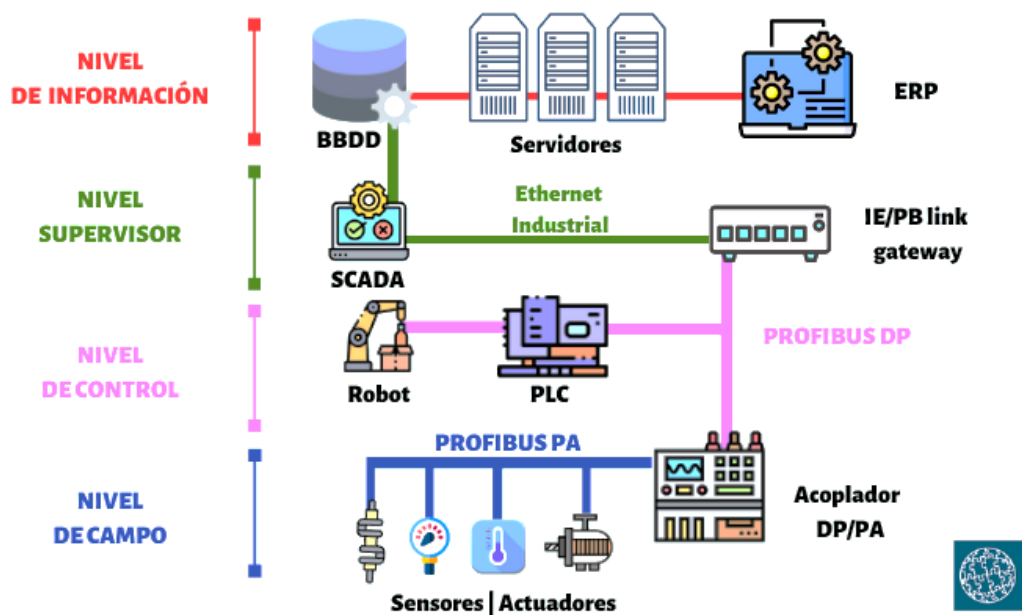 NIVEL
DE INFORMACIÓN
BBDD
Servidores
ERP
NIVEL
SUPERVISOR
Ethernet
Industrial
SCADA
IE/PB link
gateway
NIVEL
DE CONTROL
Robot
PLC
PROFIBUS DP
NIVEL
DE CAMPO
PROFIBUS PA
Acoplador
DP/PA
Sensores | Actuadores